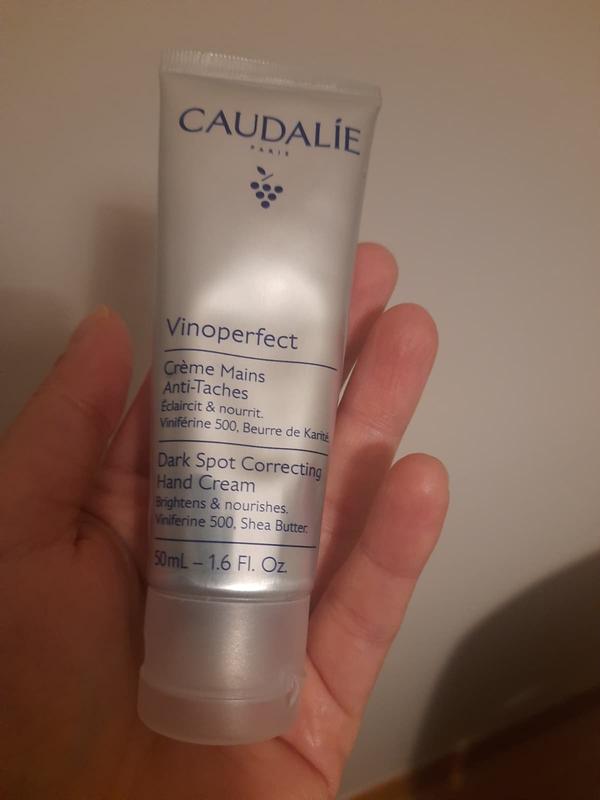 CAUDALÍE
PARIS
Vinoperfect
Crème Mains
Anti-Taches
Éclaircit & nourrit.
Viniférine 500, Beurre de Karité.
Dark Spot Correcting
Hand Cream
Brightens & nourishes.
Viniferine 500, Shea Butter.
50mL – 1.6 Fl. Oz.